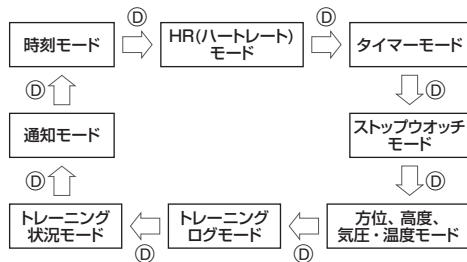 Ⓓ Ⓓ
時刻モード
HR(ハートレート)
モード
タイマーモード
Ⓓ Ⓓ
通知モード
ストップウオッチ
モード
Ⓓ Ⓓ
トレーニング
状況モード
トレーニング
ログモード
方位、高度、
気圧・温度モード
Ⓓ Ⓓ